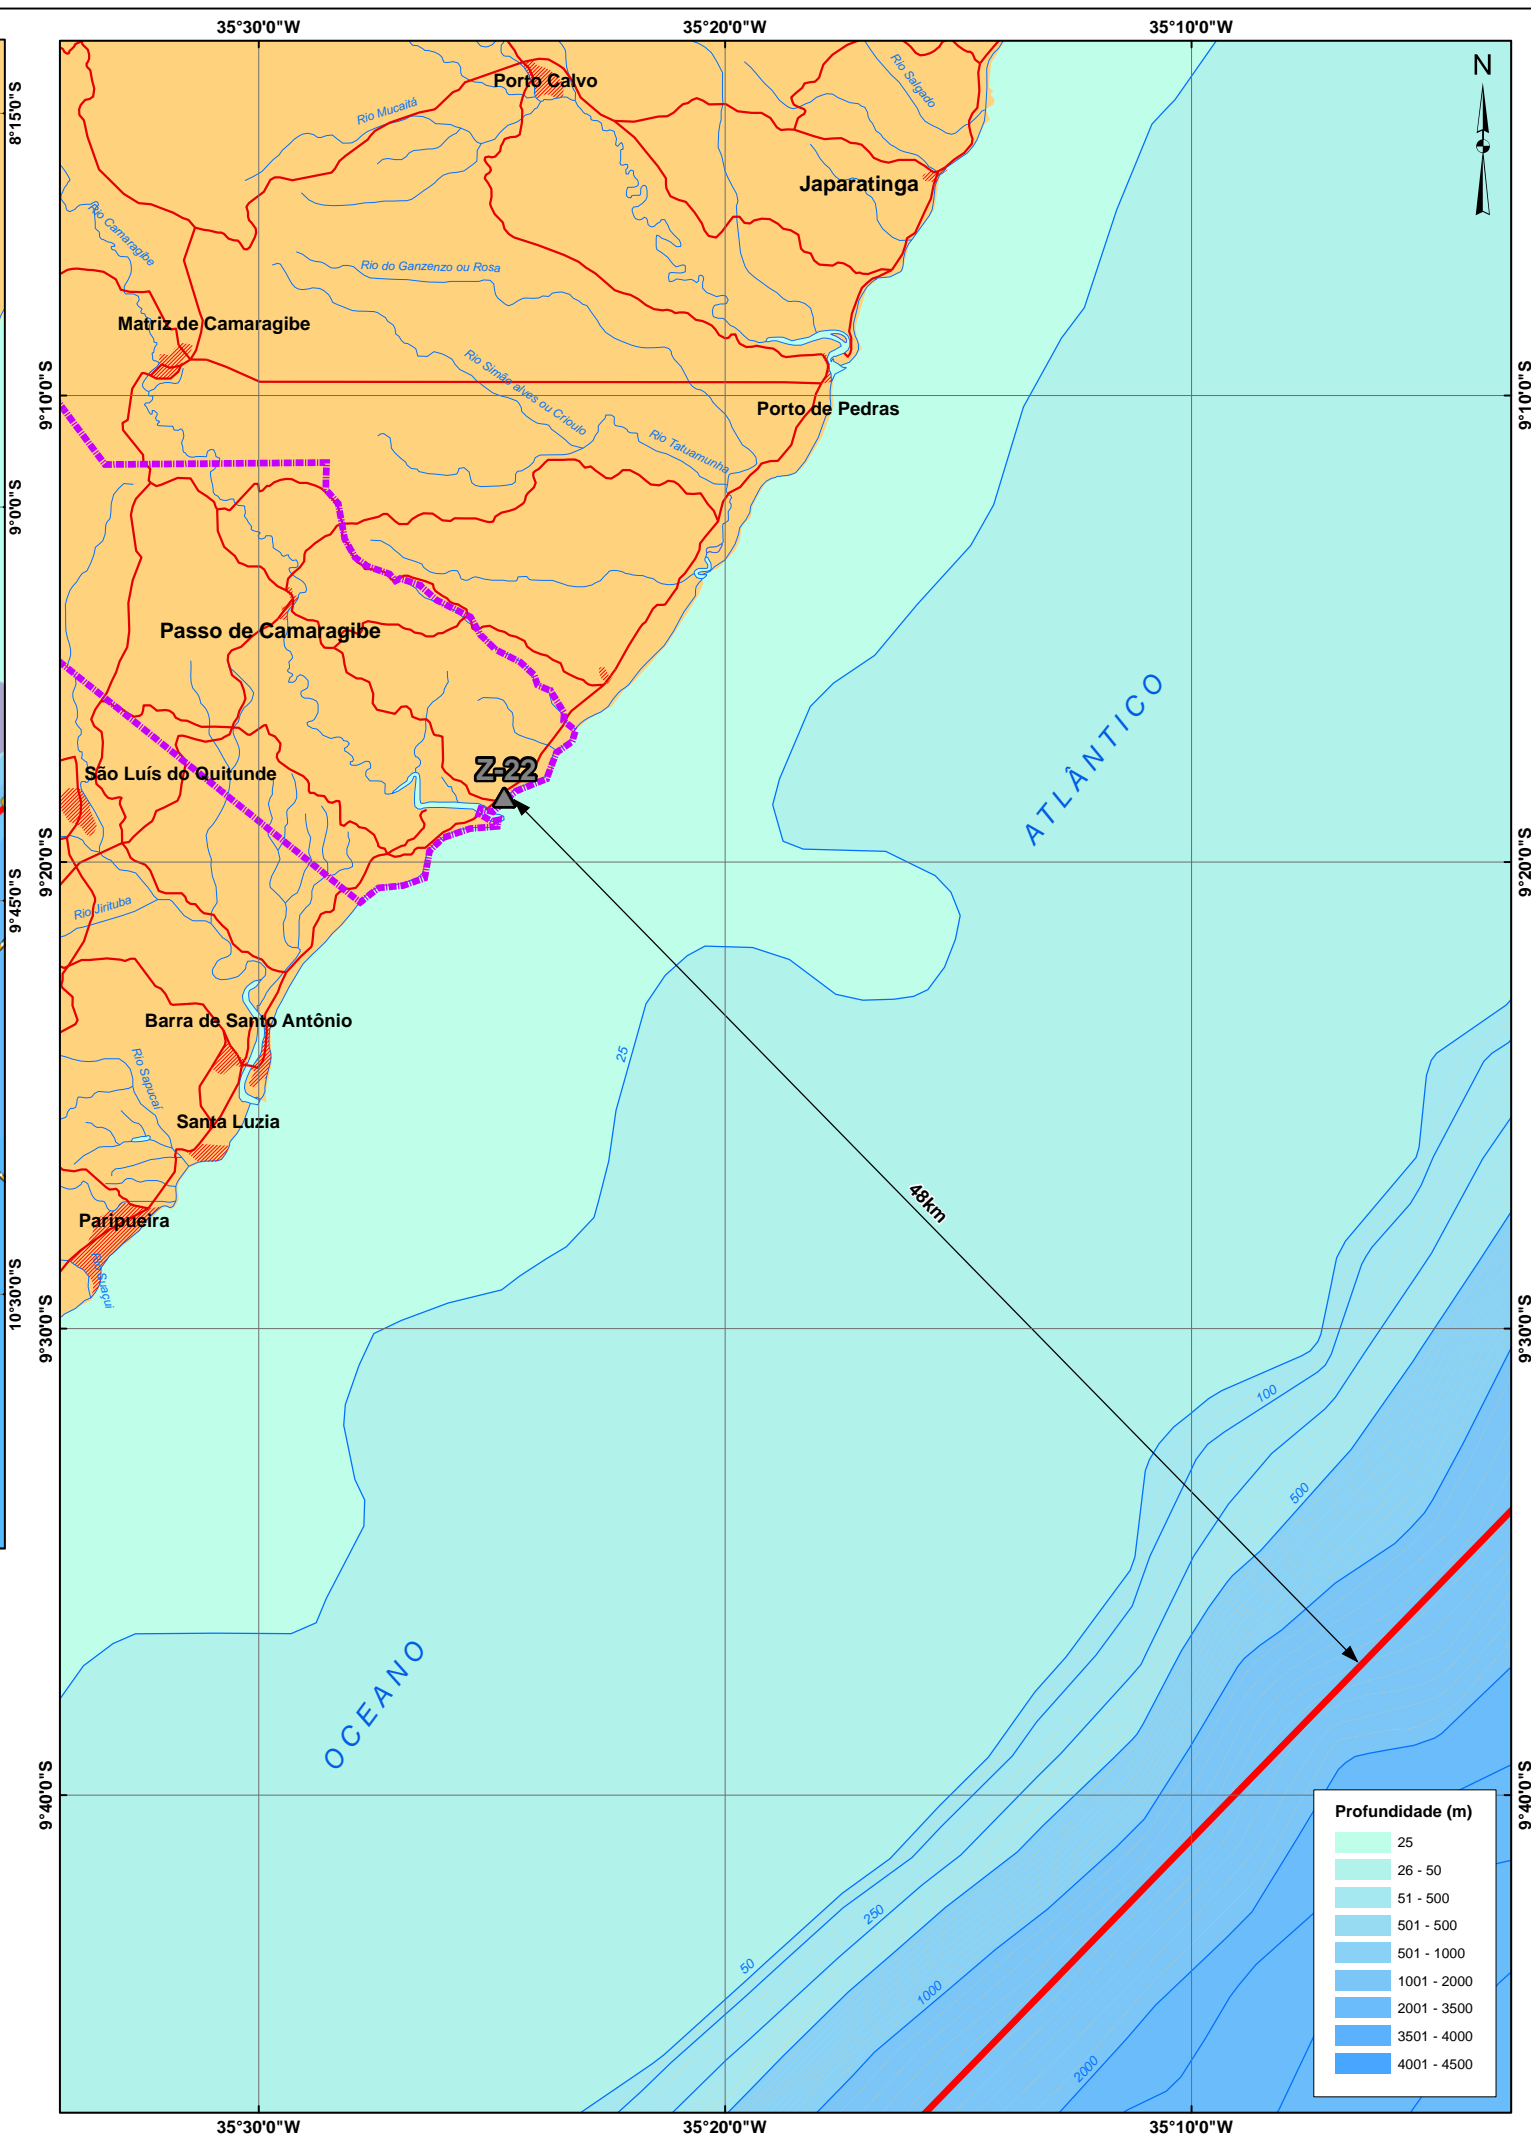 35°30'0"W
35°20'0"W
35°10'0"W
N
8°15'0"S
9°0'0"S
9°45'0"S
10°30'0"S
9°10'0"S
9°20'0"S
9°30'0"S
9°40'0"S
9°10'0"S
9°20'0"S
9°30'0"S
9°40'0"S
Porto Calvo
Rio Salgado
Rio Mucaitá
Japaratinga
Rio Camaragibe
Rio do Ganzenzo ou Rosa
Matriz de Camaragibe
Rio Simão alves ou Crioulo
Porto de Pedras
Rio Tatuamunha
Passo de Camaragibe
ATLÂNTICO
São Luís do Quitunde
Z-22
Rio Jirituba
Barra de Santo Antônio
25
Rio Sapucaí
Santa Luzia
48km
Paripueira
Rio Suaçuí
100
500
OCEANO
250
50
1000
2000
Profundidade (m)
25
26 - 50
51 - 500
501 - 500
501 - 1000
1001 - 2000
2001 - 3500
3501 - 4000
4001 - 4500
35°30'0"W
35°20'0"W
35°10'0"W